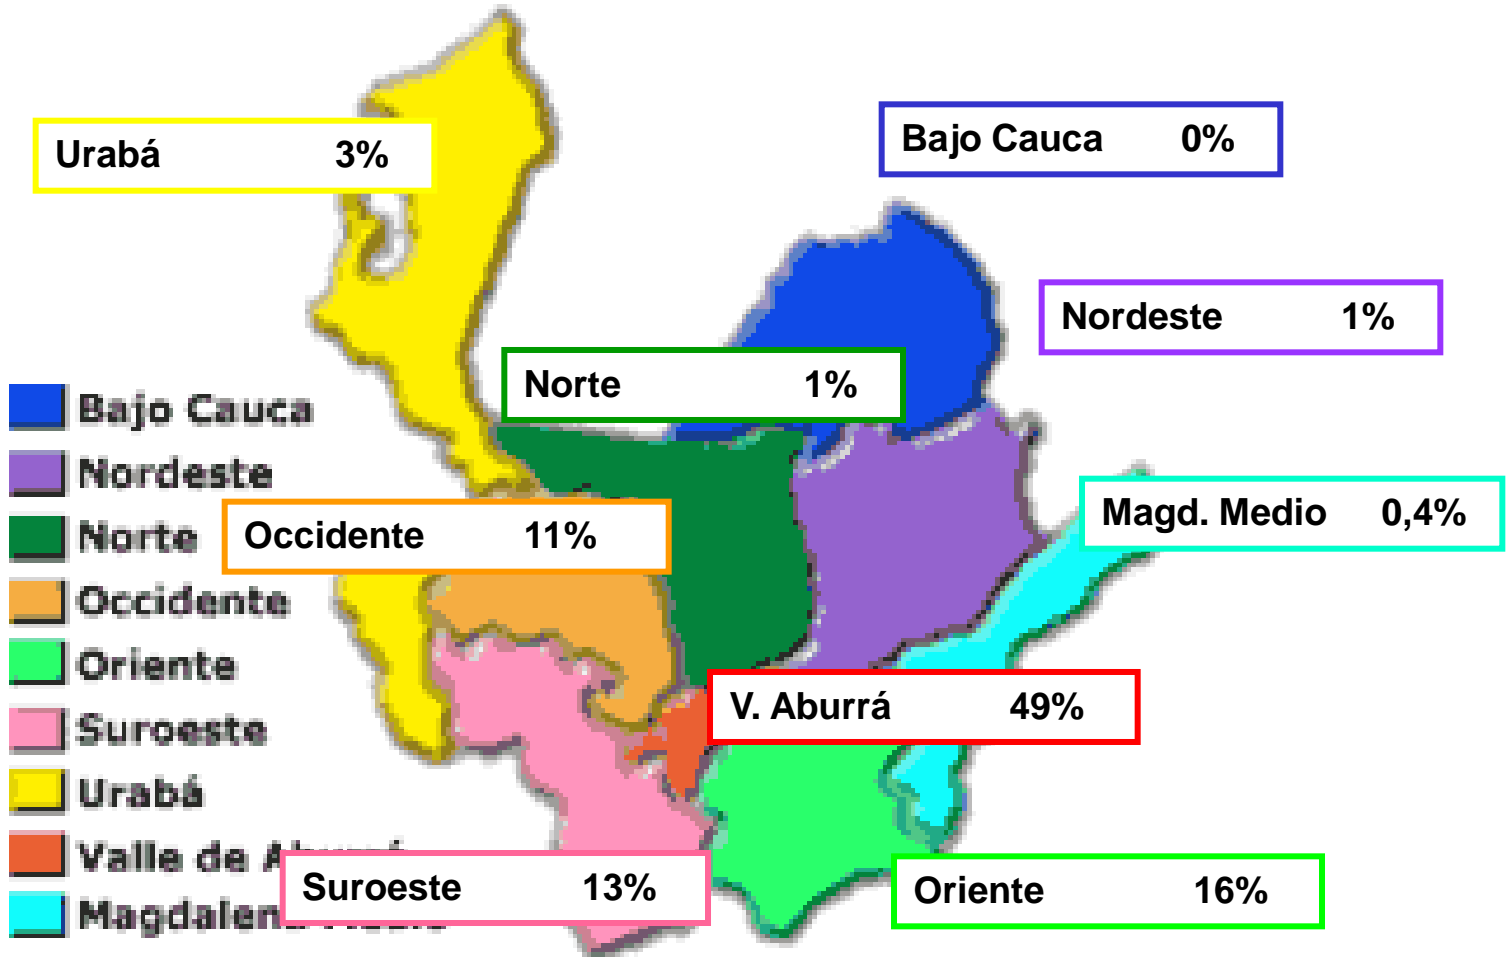 Urabá 3%
Bajo Cauca 0%
Nordeste 1%
Norte 1%
Magd. Medio 0,4%
Occidente 11%
V. Aburrá 49%
Suroeste 13%
Oriente 16%
Bajo Cauca
Nordeste
Norte
Occidente
Oriente
Suroeste
Urabá
Valle de